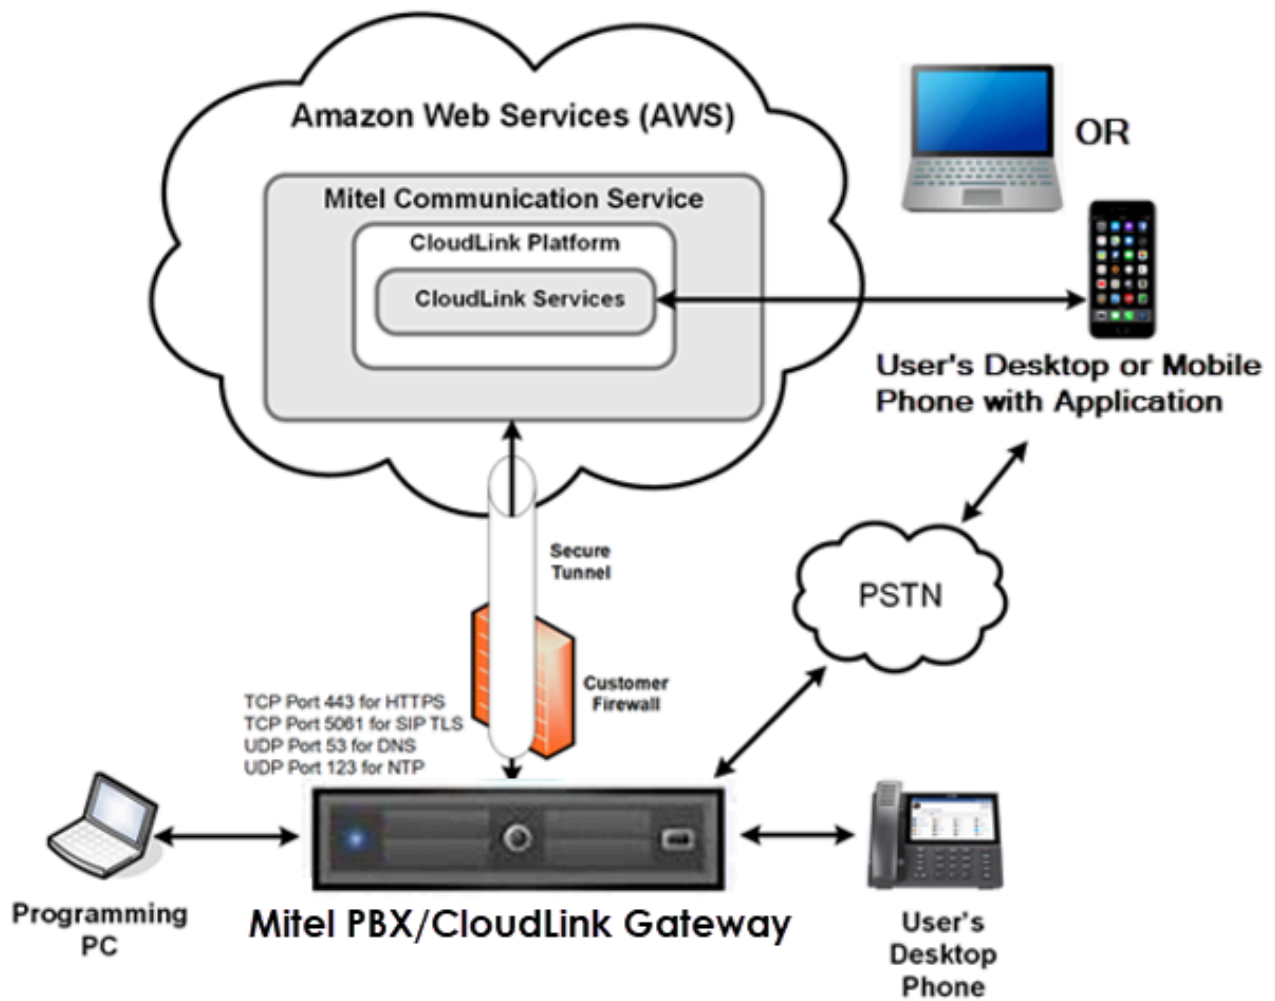 Amazon Web Services (AWS)
OR
Mitel Communication Service
CloudLink Platform
CloudLink Services
User's Desktop or Mobile
Phone with Application
Secure
Tunnel
PSTN
Customer
Firewall
TCP Port 443 for HTTPS
TCP Port 5061 for SIP TLS
UDP Port 53 for DNS
UDP Port 123 for NTP
Programming
PC
Mitel PBX/CloudLink Gateway
User's
Desktop
Phone